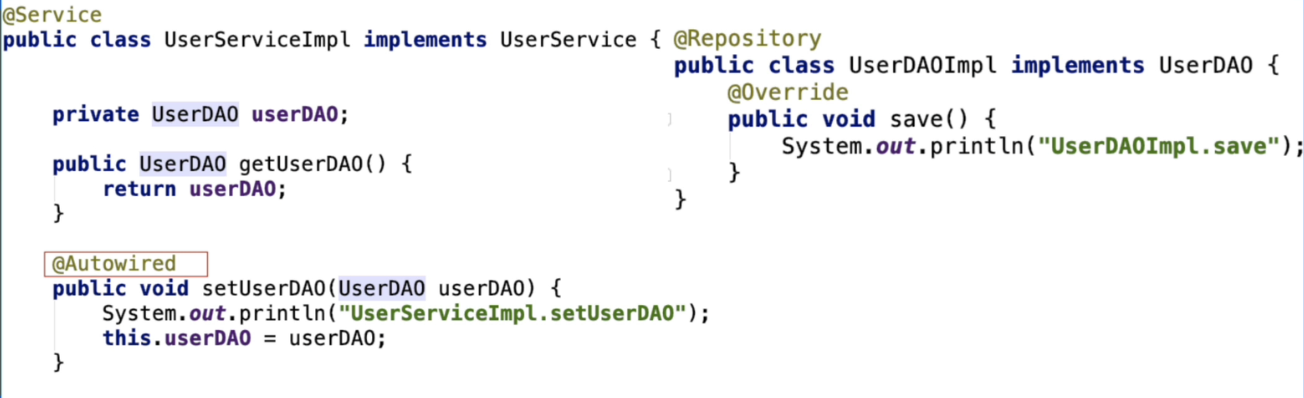 @Service
public class UserServiceImpl implements UserService {
private UserDAO userDAO;
public UserDAO getUserDAO() {
return userDAO;
}
@Autowired
public void setUserDAO(UserDAO userDAO) {
System.out.println("UserServiceImpl.setUserDAO");
this.userDAO = userDAO;
}
@Repository
public class UserDAOImpl implements UserDAO {
@Override
public void save() {
System.out.println("UserDAOImpl.save");
}
}